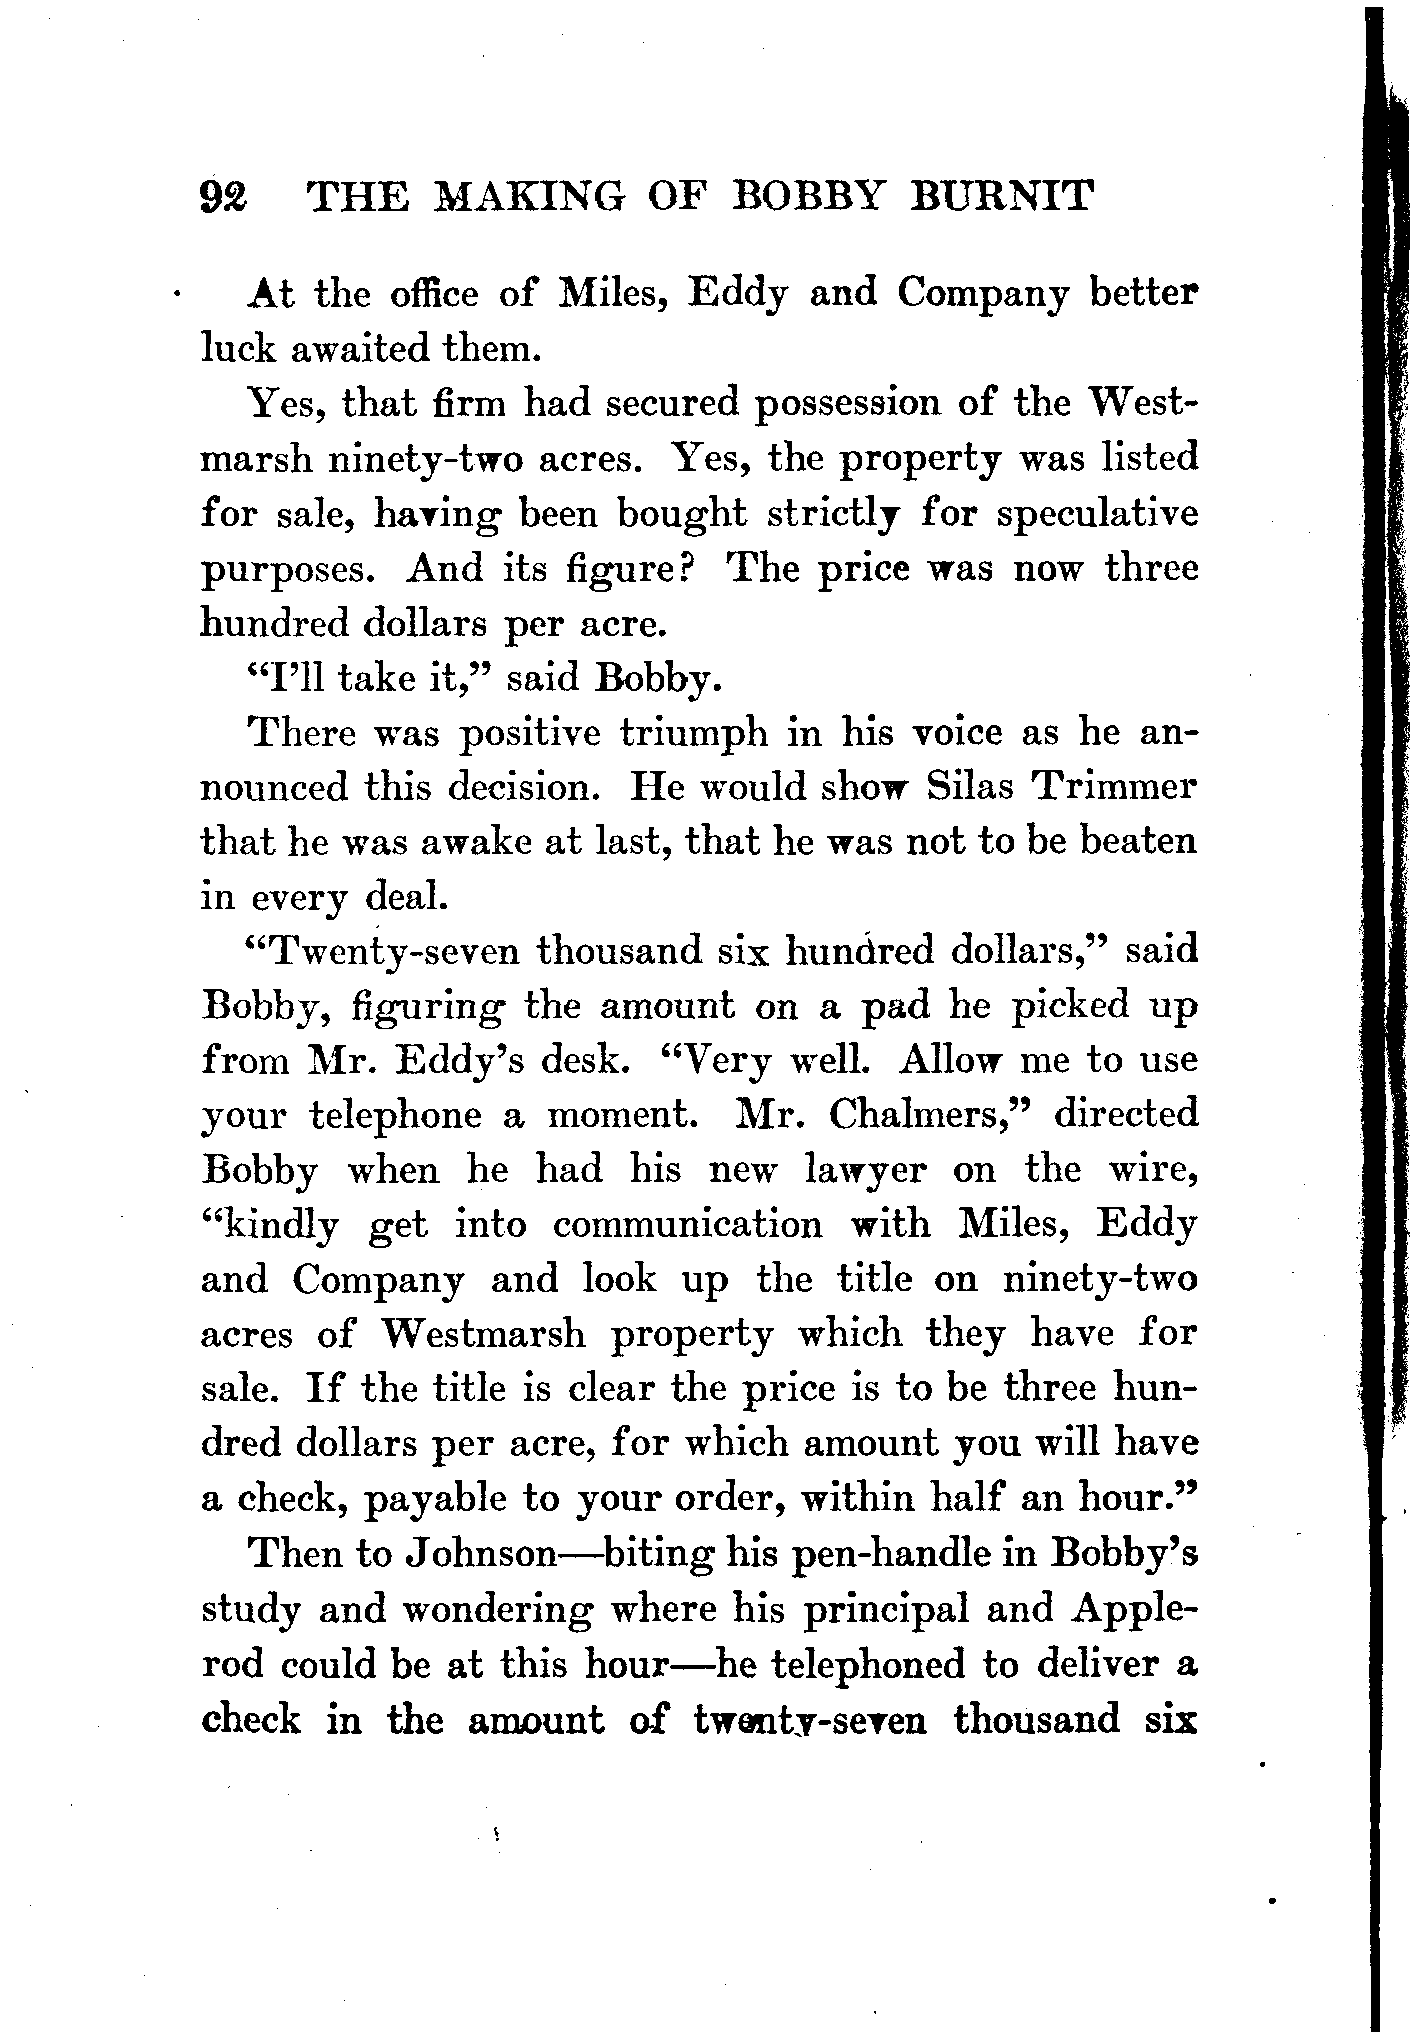 92 THE MAKING OF BOBBY BURNIT
At the office of Miles, Eddy and Company better
luck awaited them.
Yes, that firm had secured possession of the West-
marsh ninety-two acres. Yes, the property was listed
for sale, having been bought strictly for speculative
purposes. And its figure? The price was now three
hundred dollars per acre.
“I’ll take it,” said Bobby.
There was positive triumph in his voice as he an-
nounced this decision. He would show Silas Trimmer
that he was awake at last, that he was not to be beaten
in every deal.
“Twenty-seven thousand six hundred dollars,” said
Bobby, figuring the amount on a pad he picked up
from Mr. Eddy’s desk. “Very well. Allow me to use
your telephone a moment. Mr. Chalmers,” directed
Bobby when he had his new lawyer on the wire,
“kindly get into communication with Miles, Eddy
and Company and look up the title on ninety-two
acres of Westmarsh property which they have for
sale. If the title is clear the price is to be three hun-
dred dollars per acre, for which amount you will have
a check, payable to your order, within half an hour.”
Then to Johnson—biting his pen-handle in Bobby’s
study and wondering where his principal and Apple-
rod could be at this hour—he telephoned to deliver a
check in the amount of twenty-seven thousand six